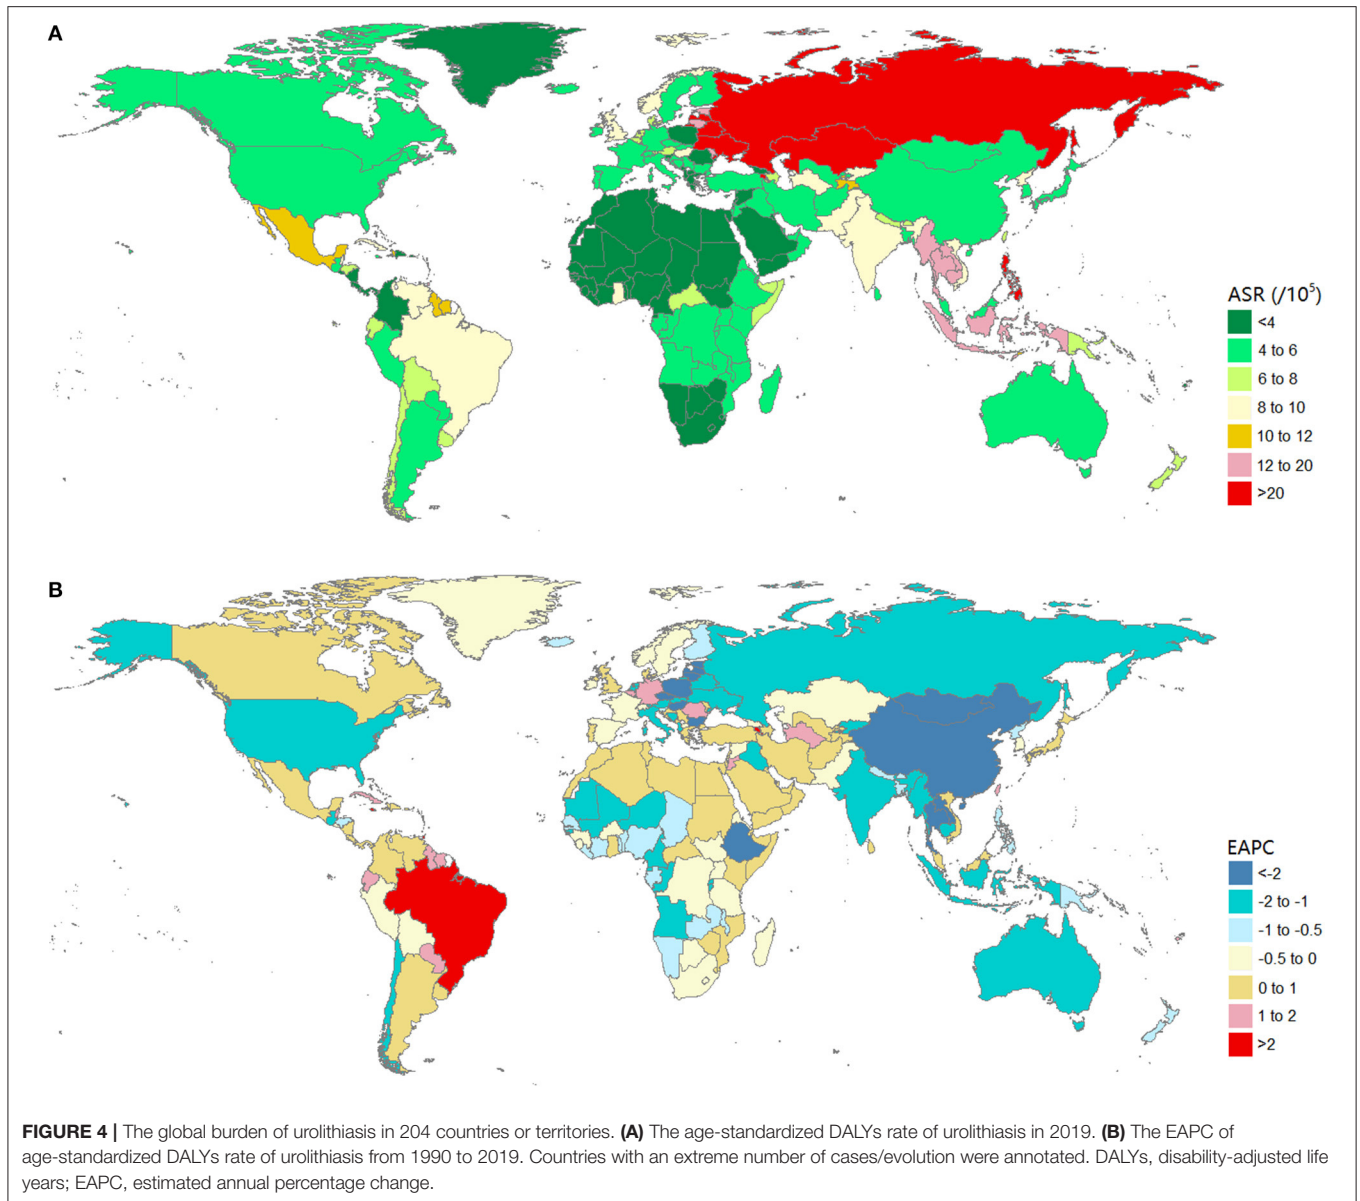 A
ASR (/10⁵)
<4
4 to 6
6 to 8
8 to 10
10 to 12
12 to 20
>20
B
EAPC
<-2
-2 to -1
-1 to -0.5
-0.5 to 0
0 to 1
1 to 2
>2
FIGURE 4 | The global burden of urolithiasis in 204 countries or territories. (A) The age-standardized DALYs rate of urolithiasis in 2019. (B) The EAPC of
age-standardized DALYs rate of urolithiasis from 1990 to 2019. Countries with an extreme number of cases/evolution were annotated. DALYs, disability-adjusted life
years; EAPC, estimated annual percentage change.